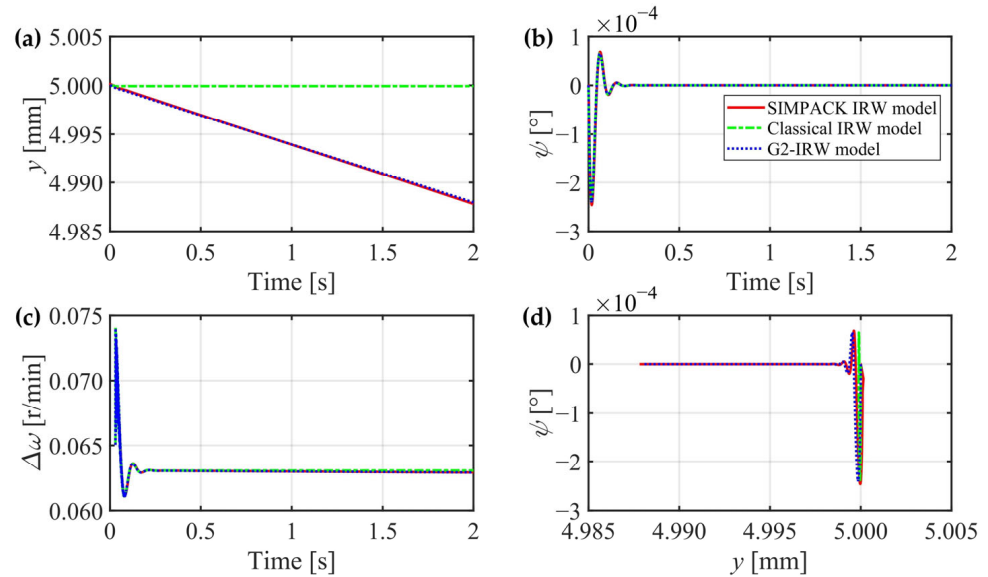 (a)
5.005
5.000
4.995
4.990
4.985
y [mm]
0 0.5 1 1.5 2
Time [s]
(b)
×10−4
1
0
−1
−2
−3
ψ [°]
SIMPACK IRW model
Classical IRW model
G2-IRW model
0 0.5 1 1.5 2
Time [s]
(c)
0.075
0.070
0.065
0.060
Δω [r/min]
0 0.5 1 1.5 2
Time [s]
(d)
×10−4
1
0
−1
−2
−3
ψ [°]
4.985 4.990 4.995 5.000 5.005
y [mm]